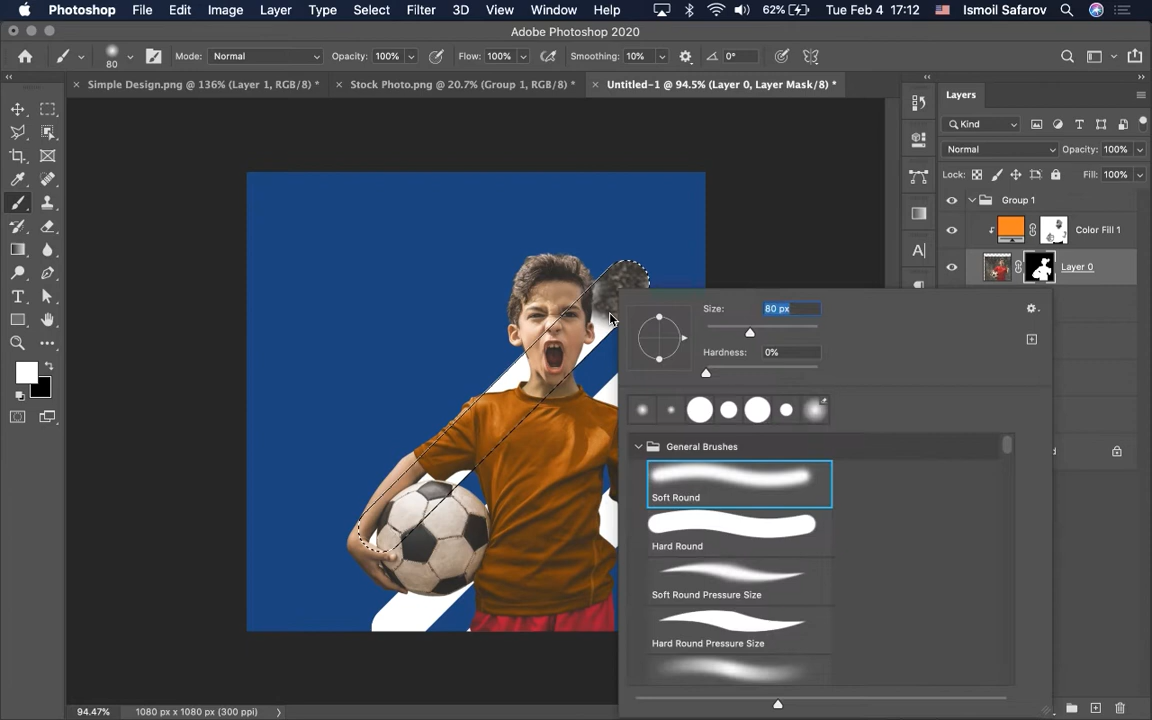 Photoshop File Edit Image Layer Type Select Filter 3D View Window Help 62% Tue Feb 4 17:12 Ismoil Safarov
Adobe Photoshop 2020
80 Mode: Normal Opacity: 100% Flow: 100% Smoothing: 10% 0°
Simple Design.png @ 136% (Layer 1, RGB/8) * Stock Photo.png @ 20.7% (Group 1, RGB/8) * Untitled-1 @ 94.5% (Layer 0, Layer Mask/8) *
Layers
Kind
Normal Opacity: 100%
Lock: Fill: 100%
Group 1
Color Fill 1
Layer 0
Size: 80 px
Hardness: 0%
General Brushes
Soft Round
Hard Round
Soft Round Pressure Size
Hard Round Pressure Size
94.47% 1080 px x 1080 px (300 ppi)